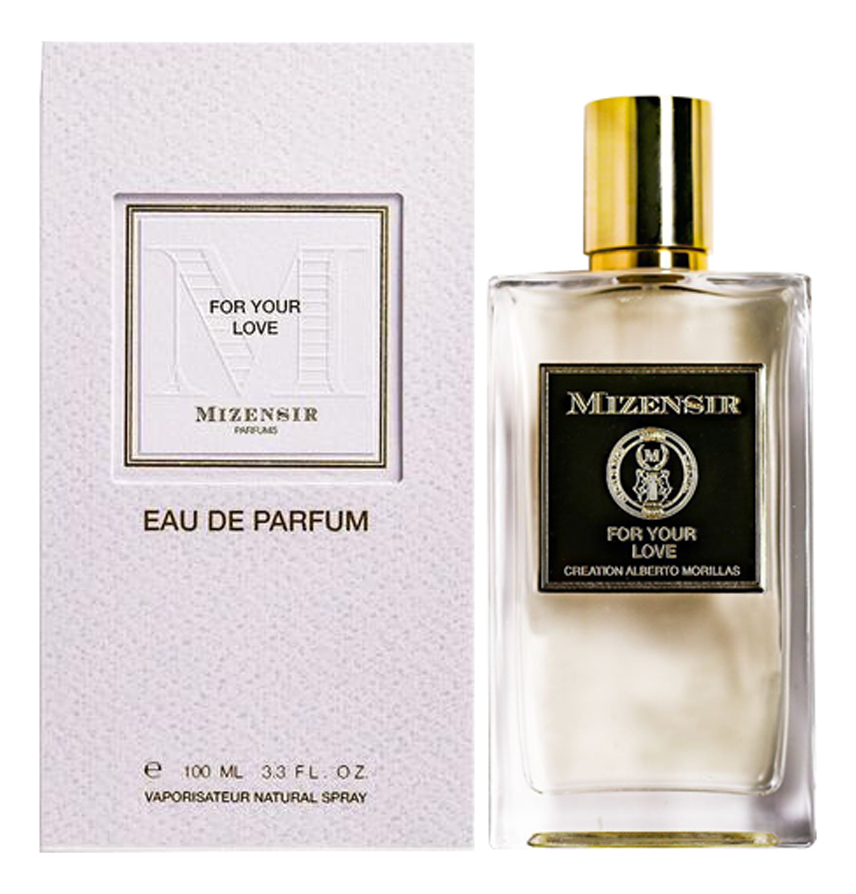 FOR YOUR
LOVE
MIZENSIR
PARFUMS
EAU DE PARFUM
℮ 100 ML 3.3 FL. OZ.
VAPORISATEUR NATURAL SPRAY
MIZENSIR
M
FOR YOUR
LOVE
CREATION ALBERTO MORILLAS